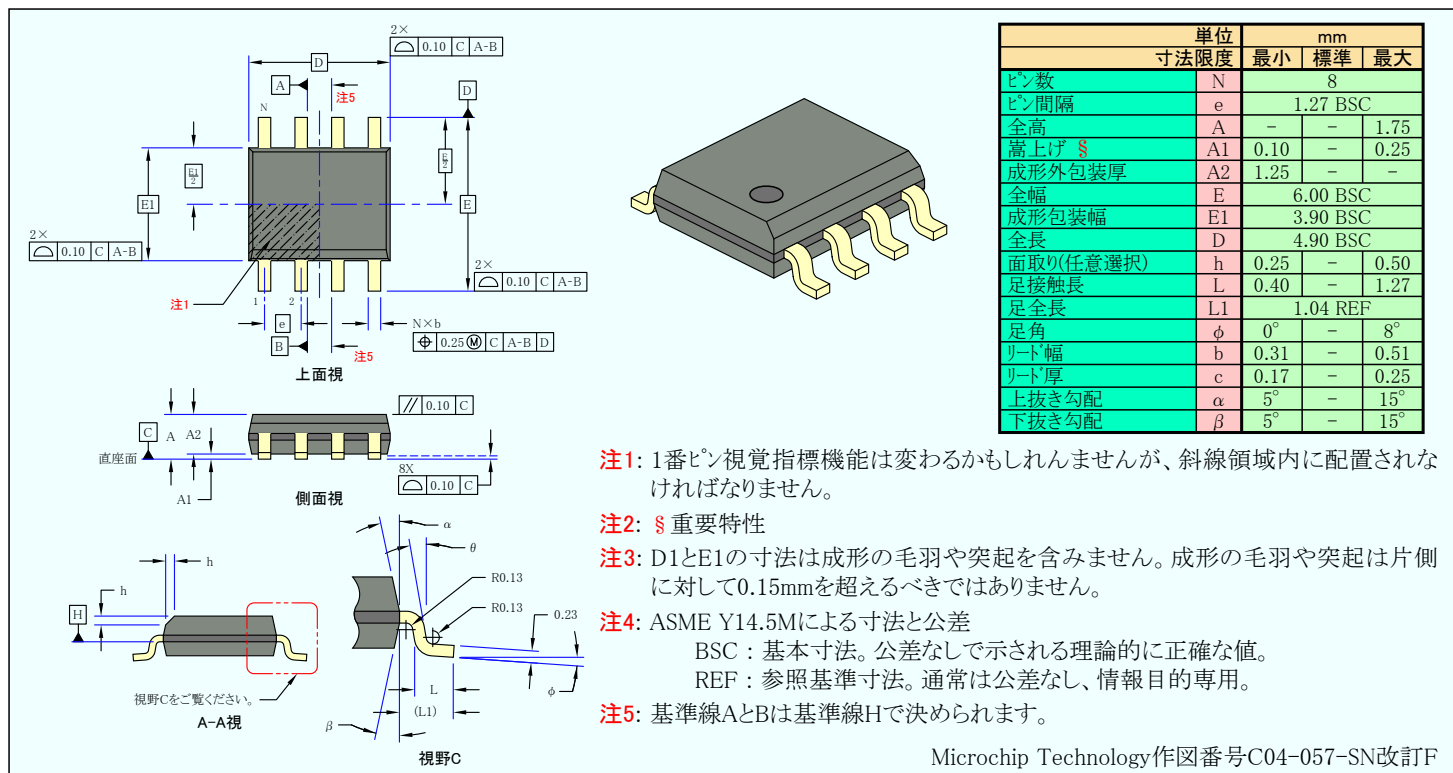 2×
⌓ 0.10 C A-B
D
A
注5
D
N
E1
2
E
2
E1
E
2×
⌓ 0.10 C A-B
2×
⌓ 0.10 C A-B
注1
1
2
e
N×b
B
⌖ 0.25 Ⓜ C A-B D
注5
上面視
// 0.10 C
C
A
A2
直座面
8X
A1
⌓ 0.10 C
側面視
α
θ
h
h
R0.13
H
R0.13
0.23
L
視野Cをご覧ください。
(L1)
φ
A-A視
β
視野C
単位 mm
寸法限度 最小 標準 最大
ピン数 N 8
ピン間隔 e 1.27 BSC
全高 A - - 1.75
嵩上げ § A1 0.10 - 0.25
成形外包装厚 A2 1.25 - -
全幅 E 6.00 BSC
成形包装幅 E1 3.90 BSC
全長 D 4.90 BSC
面取り(任意選択) h 0.25 - 0.50
足接触長 L 0.40 - 1.27
足全長 L1 1.04 REF
足角 φ 0° - 8°
リード幅 b 0.31 - 0.51
リード厚 c 0.17 - 0.25
上抜き勾配 α 5° - 15°
下抜き勾配 β 5° - 15°
注1: 1番ピン視覚指標機能は変わるかもしれんませんが、斜線領域内に配置されな
ければなりません。
注2: § 重要特性
注3: D1とE1の寸法は成形の毛羽や突起を含みません。成形の毛羽や突起は片側
に対して0.15mmを超えるべきではありません。
注4: ASME Y14.5Mによる寸法と公差
BSC : 基本寸法。公差なしで示される理論的に正確な値。
REF : 参照基準寸法。通常は公差なし、情報目的専用。
注5: 基準線AとBは基準線Hで決められます。
Microchip Technology作図番号C04-057-SN改訂F